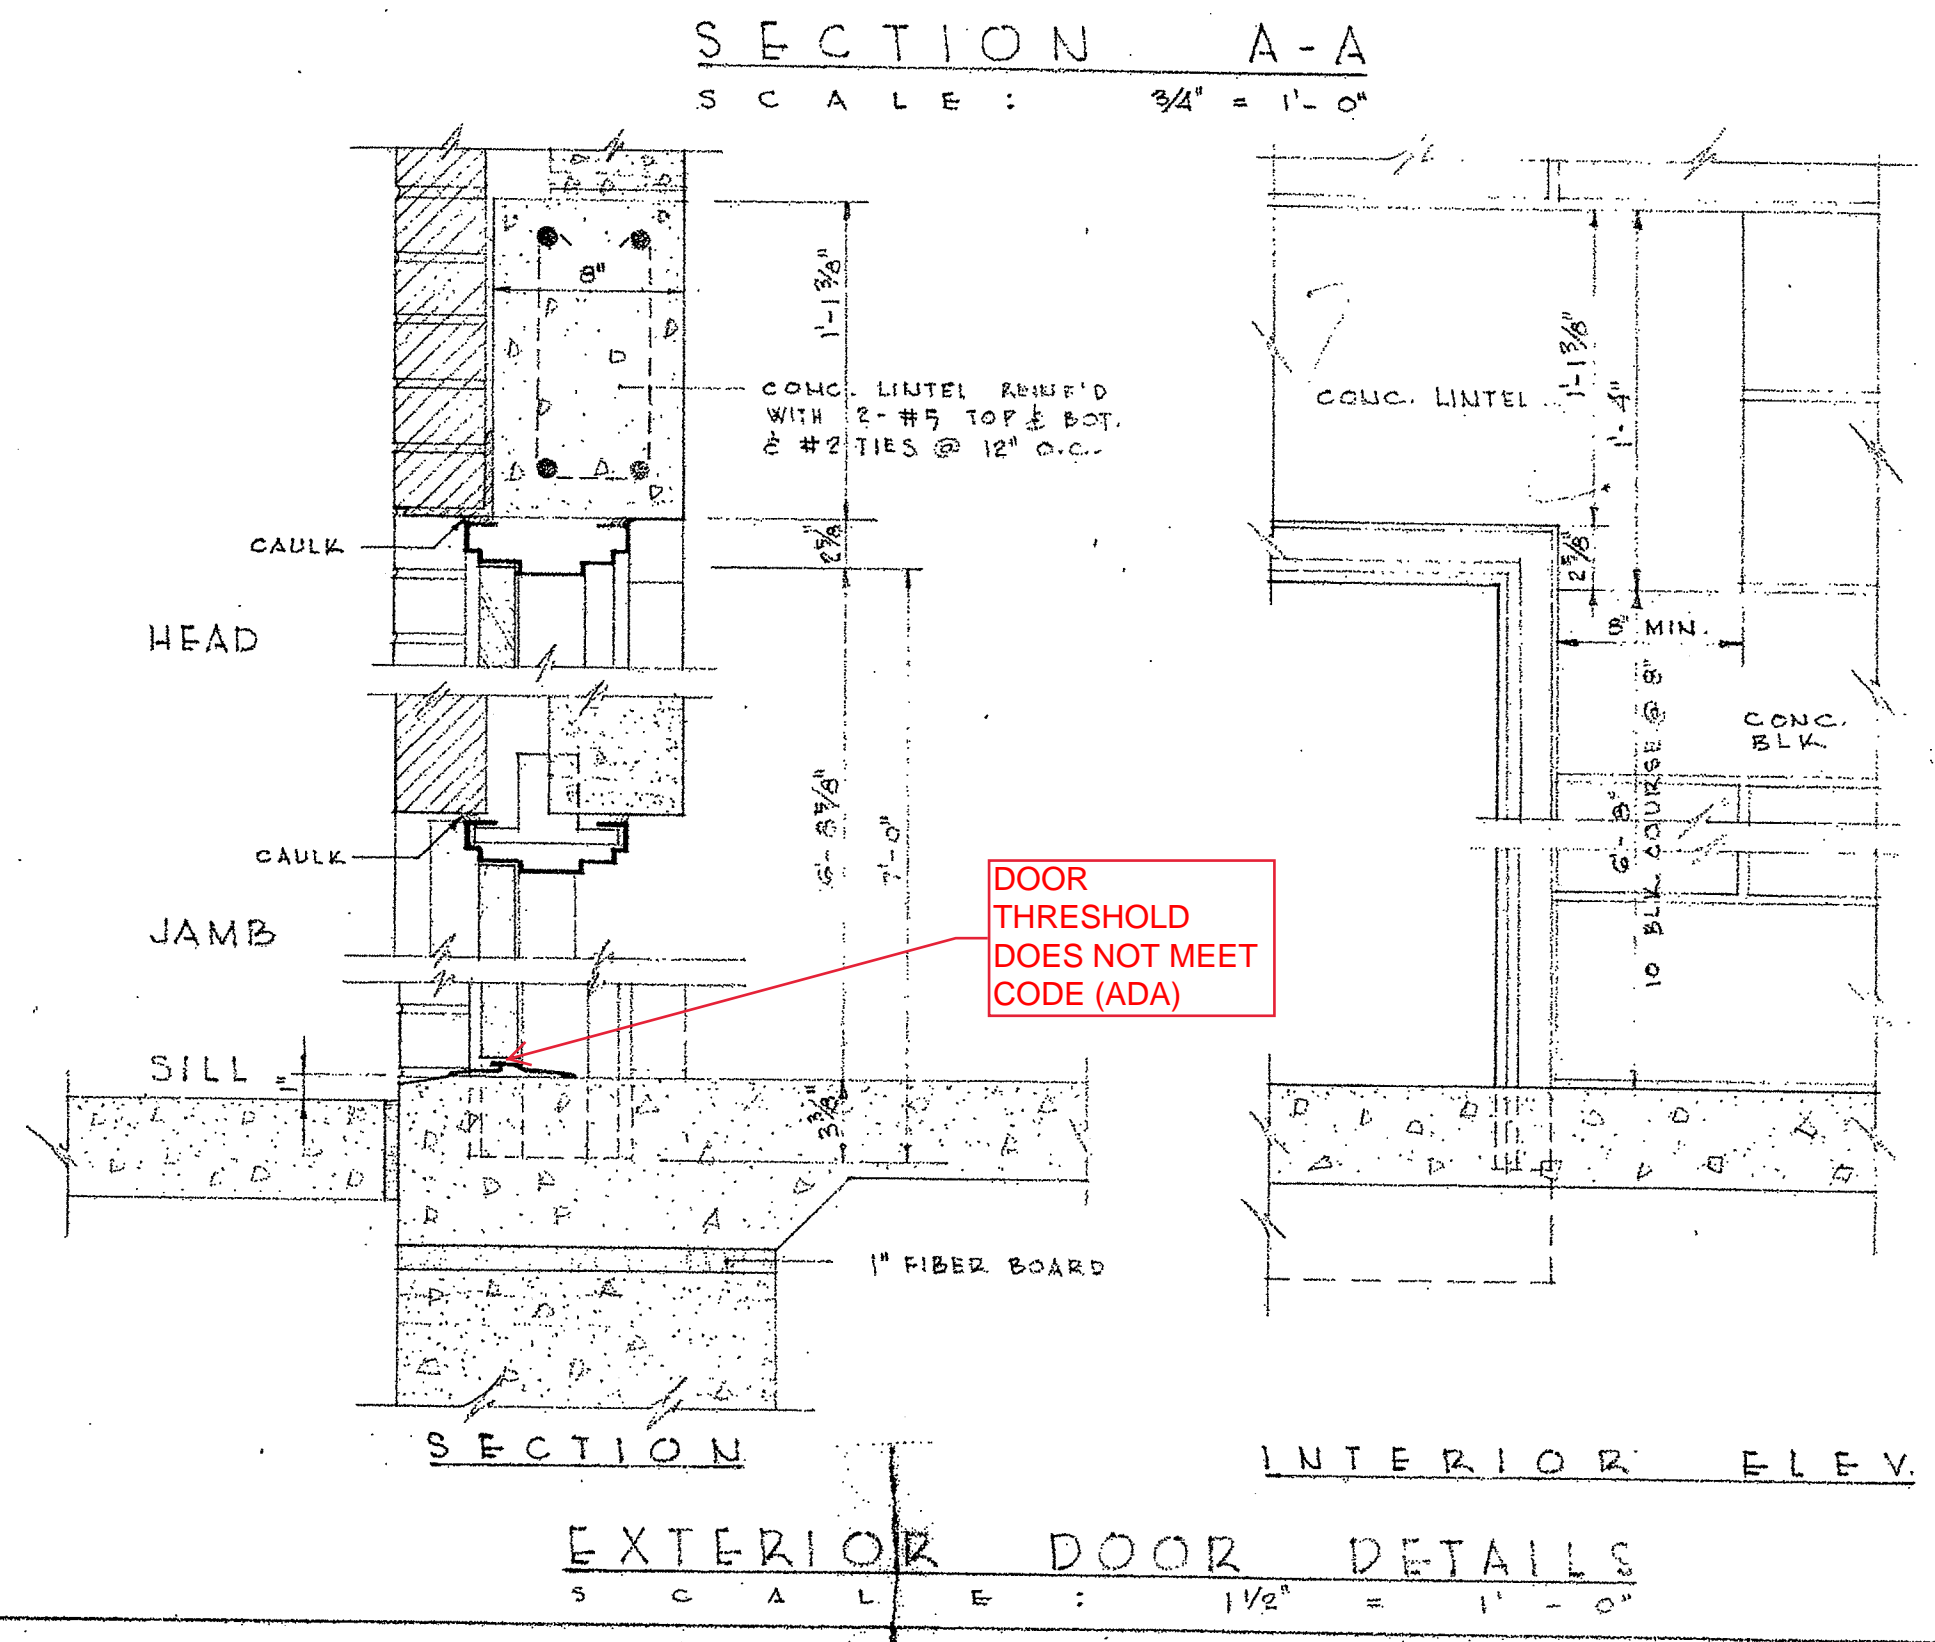 SECTION A-A
SCALE: 3/4" = 1'-0"
8"
1'-1 3/8"
CONC. LINTEL REINF'D
WITH 2-#5 TOP & BOT.
& #2 TIES @ 12" O.C.
CAULK
2 5/8"
HEAD
6'-8 5/8"
7'-0"
CAULK
JAMB
DOOR
THRESHOLD
DOES NOT MEET
CODE (ADA)
SILL
1"
3 3/8"
1" FIBER BOARD
SECTION
CONC. LINTEL
1'-1 3/8"
1'-4"
2 5/8"
8" MIN.
CONC.
BLK.
6'-8"
10 BLK. COURSE @ 8"
INTERIOR ELEV.
EXTERIOR DOOR DETAILS
SCALE: 1 1/2" = 1'-0"